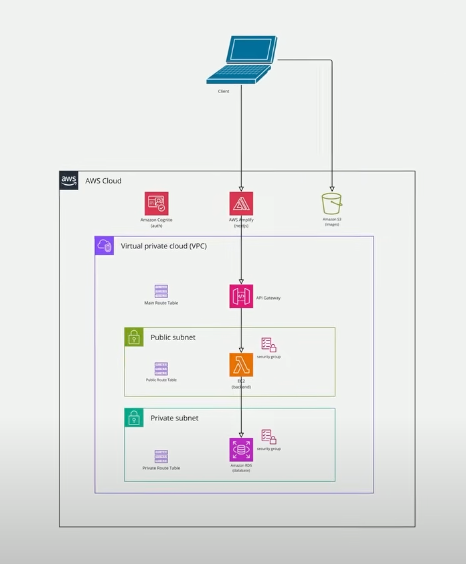 Client
aws
AWS Cloud
Amazon Cognito
(auth)
AWS Amplify
(nextjs)
Amazon S3
(images)
Virtual private cloud (VPC)
Main Route Table
API Gateway
Public subnet
security group
Public Route Table
EC2
(backend)
Private subnet
security group
Private Route Table
Amazon RDS
(database)